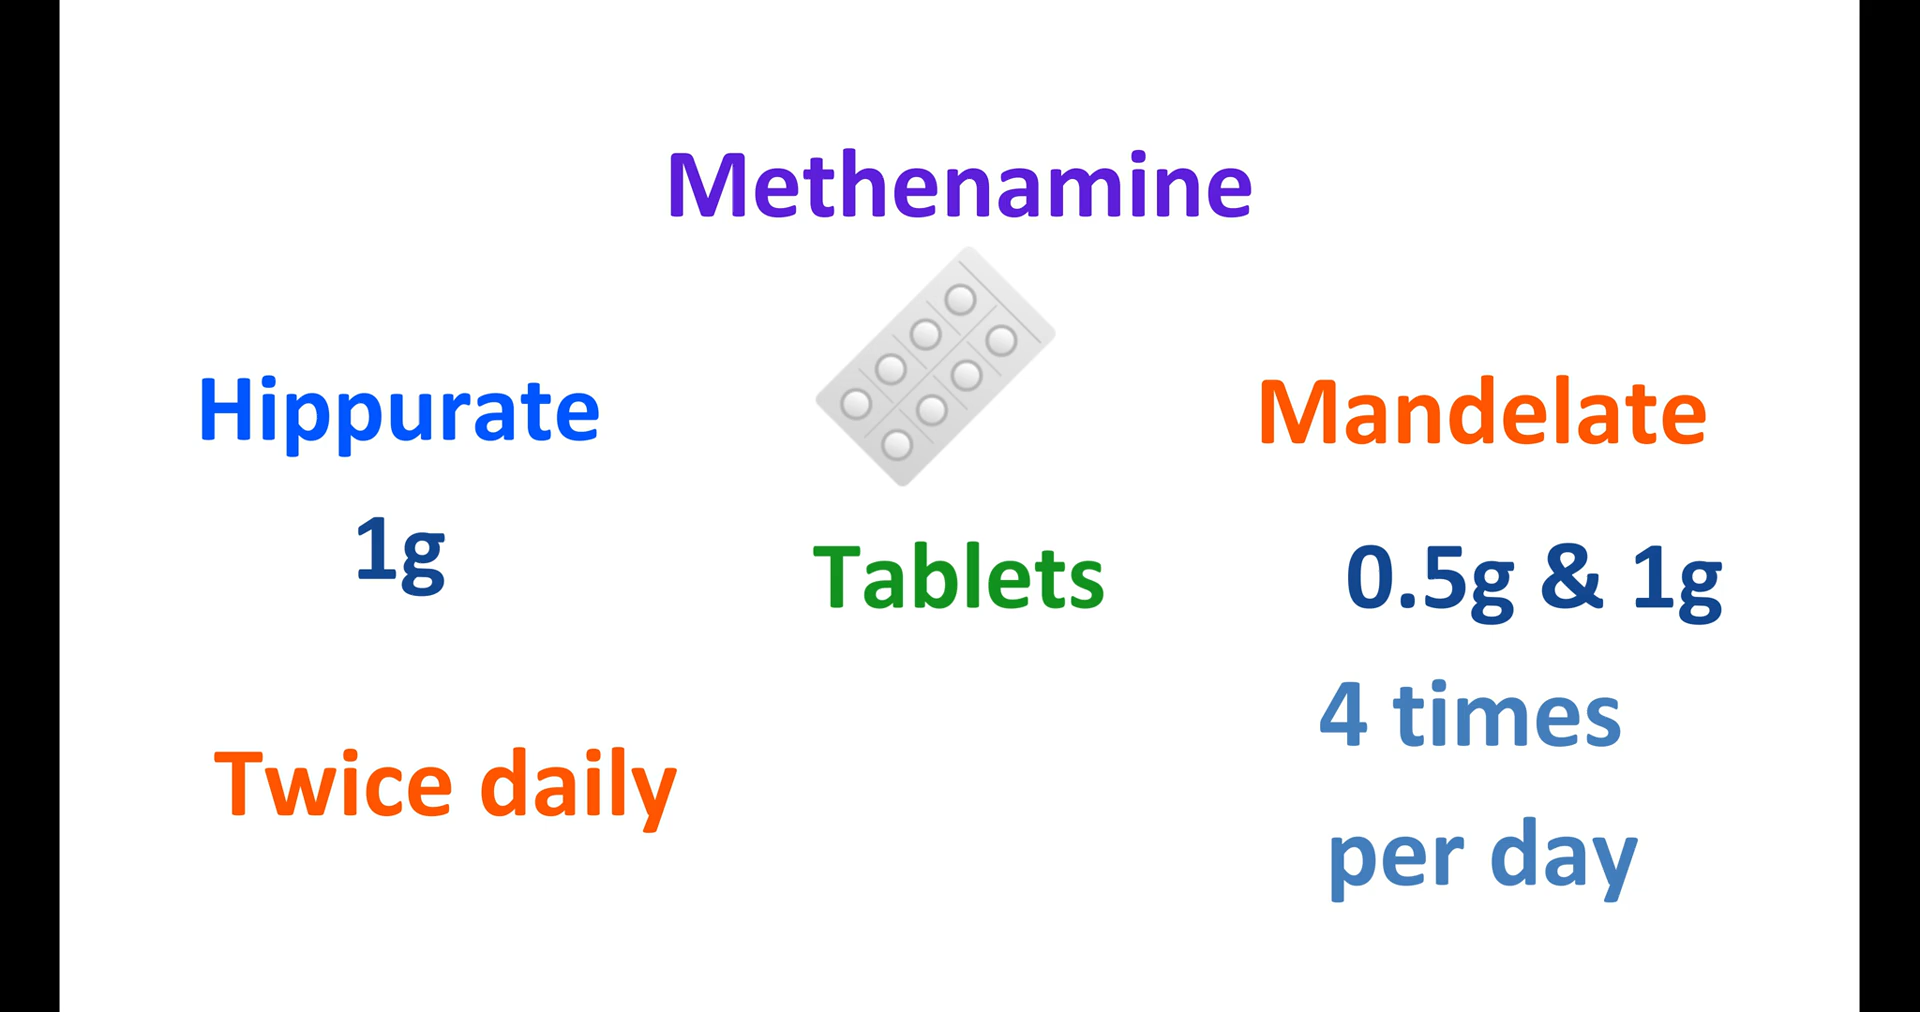 Methenamine
Hippurate
Mandelate
1g
Tablets
0.5g & 1g
4 times
Twice daily
per day